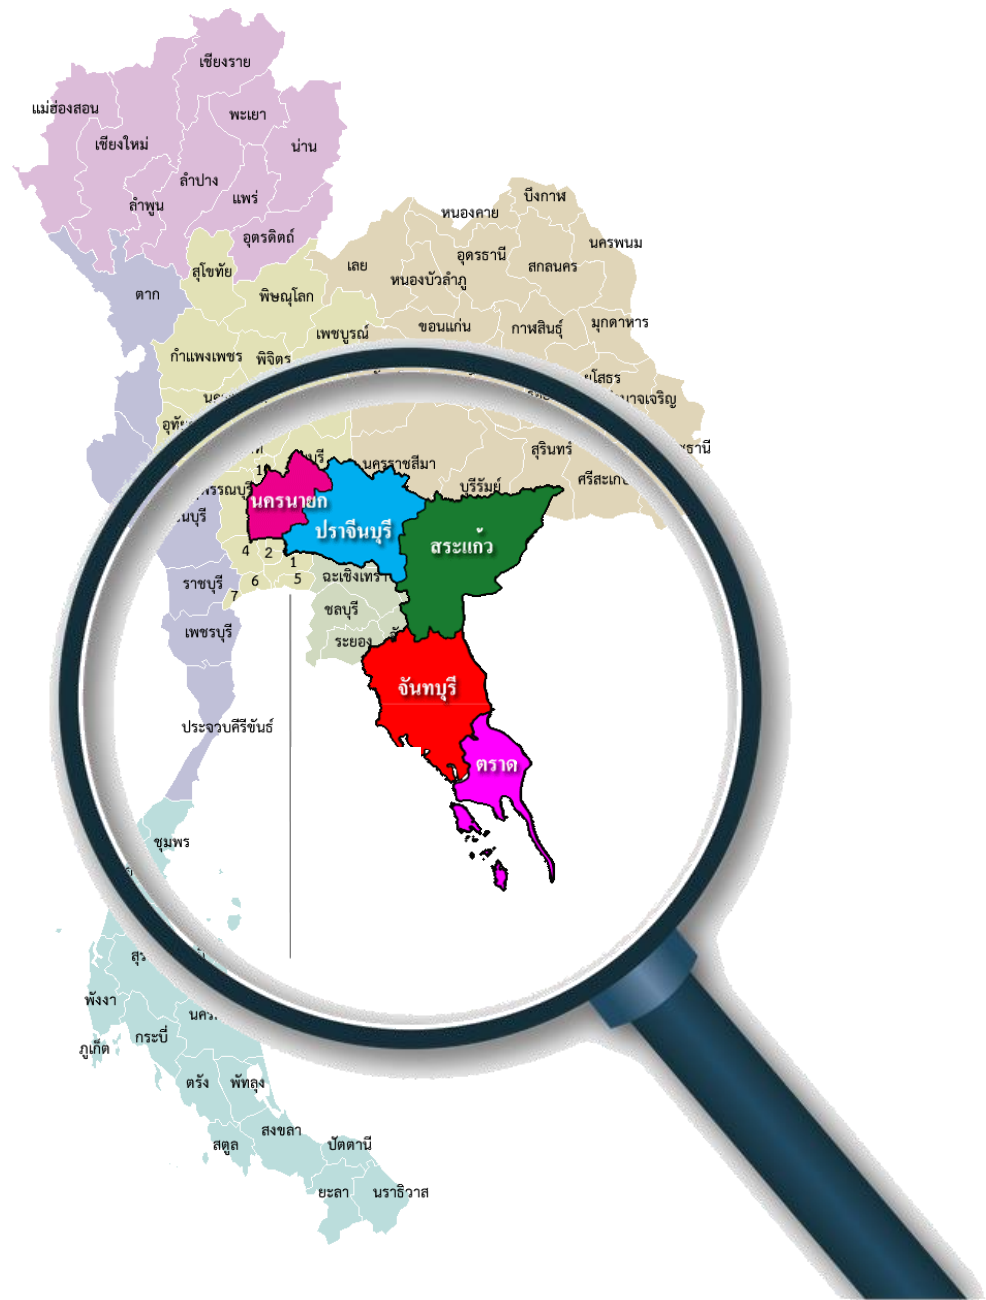 เชียงราย
แม่ฮ่องสอน
พะเยา
เชียงใหม่
น่าน
ลำปาง
แพร่
ลำพูน
บึงกาฬ
หนองคาย
อุตรดิตถ์
นครพนม
อุดรธานี
เลย
สกลนคร
สุโขทัย
หนองบัวลำภู
ตาก
พิษณุโลก
มุกดาหาร
ขอนแก่น
กาฬสินธุ์
เพชบูรณ์
กำแพงเพชร
พิจิตร
ยโสธร
สุรินทร์
นครราชสีมา
บุรีรัมย์
นครนายก
ปราจีนบุรี
สระแก้ว
4
2
1
5
6
7
ฉะเชิงเทรา
ราชบุรี
ชลบุรี
เพชรบุรี
ระยอง
จันทบุรี
ประจวบคีรีขันธ์
ตราด
ชุมพร
พังงา
กระบี่
ภูเก็ต
ตรัง
พัทลุง
สงขลา
สตูล
ปัตตานี
ยะลา
นราธิวาส